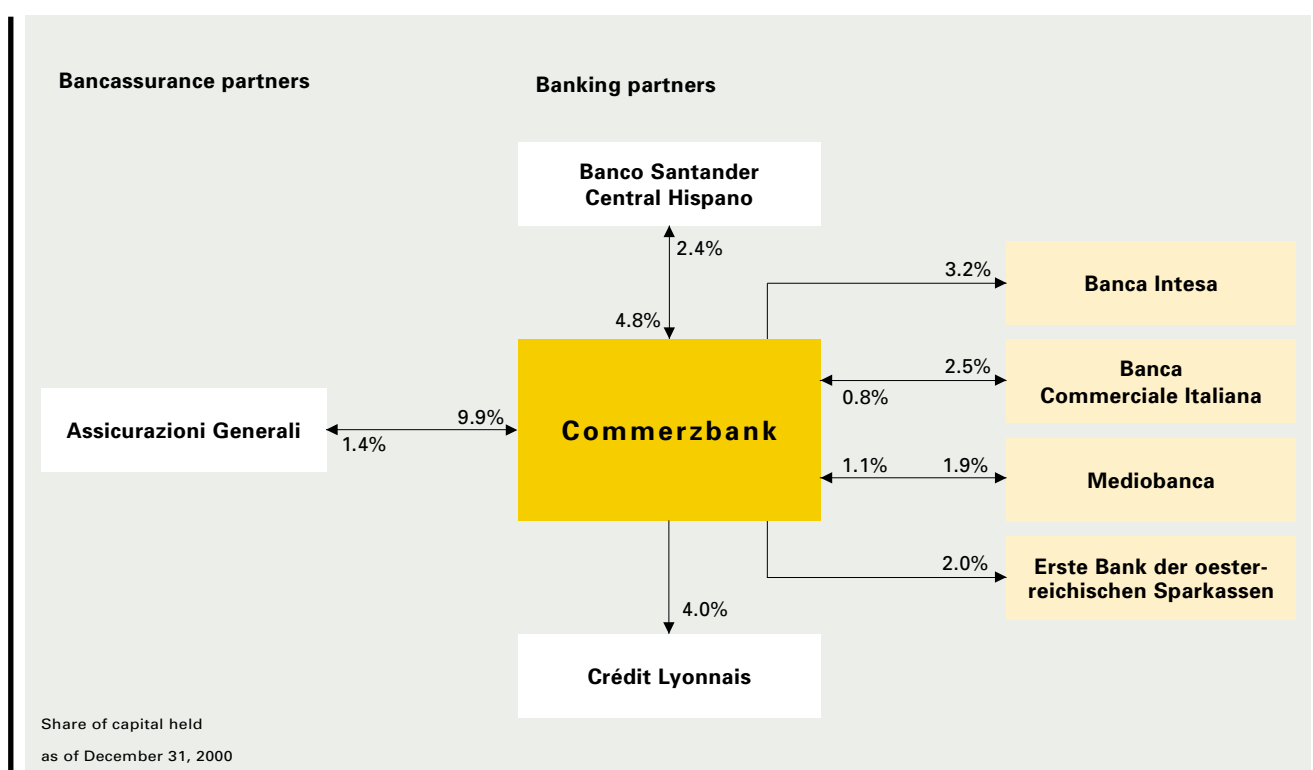 Bancassurance partners
Banking partners
Banco Santander
Central Hispano
2.4%
4.8%
3.2%
Banca Intesa
2.5%
0.8%
Banca
Commerciale Italiana
Assicurazioni Generali
1.4%
9.9%
Commerzbank
1.1%
1.9%
Mediobanca
2.0%
Erste Bank der oester-
reichischen Sparkassen
4.0%
Crédit Lyonnais
Share of capital held
as of December 31, 2000